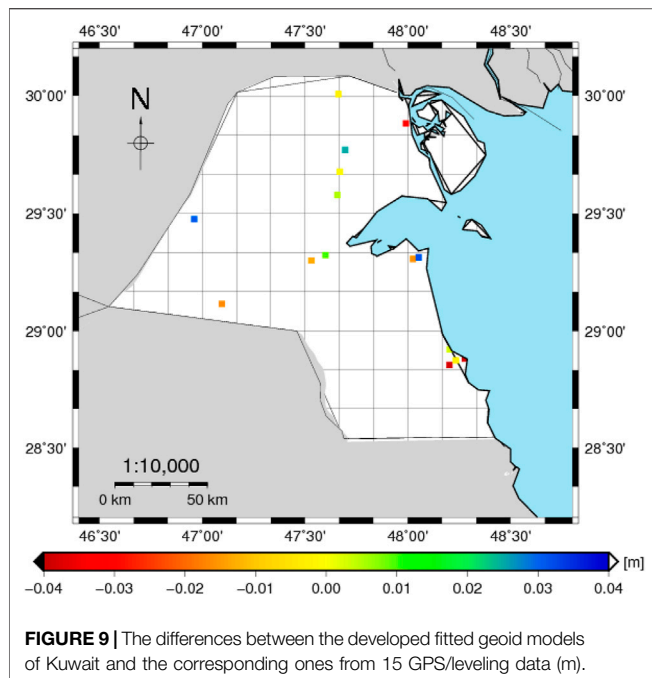 46°30' 47°00' 47°30' 48°00' 48°30'
30°00' 30°00'
N
29°30' 29°30'
29°00' 29°00'
28°30' 28°30'
1:10,000
0 km 50 km
46°30' 47°00' 47°30' 48°00' 48°30'
[m]
−0.04 −0.03 −0.02 −0.01 0.00 0.01 0.02 0.03 0.04
FIGURE 9 | The differences between the developed fitted geoid models
of Kuwait and the corresponding ones from 15 GPS/leveling data (m).